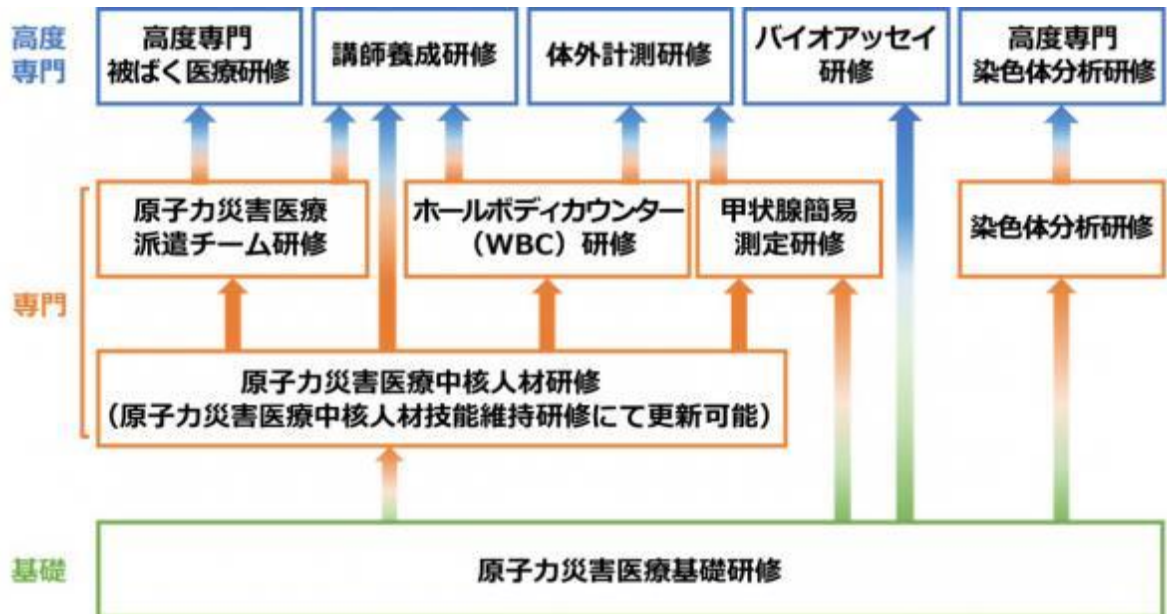 高度
専門
高度専門
被ばく医療研修
講師養成研修
体外計測研修
バイオアッセイ
研修
高度専門
染色体分析研修
専門
原子力災害医療
派遣チーム研修
ホールボディカウンター
（WBC）研修
甲状腺簡易
測定研修
染色体分析研修
原子力災害医療中核人材研修
（原子力災害医療中核人材技能維持研修にて更新可能）
基礎
原子力災害医療基礎研修